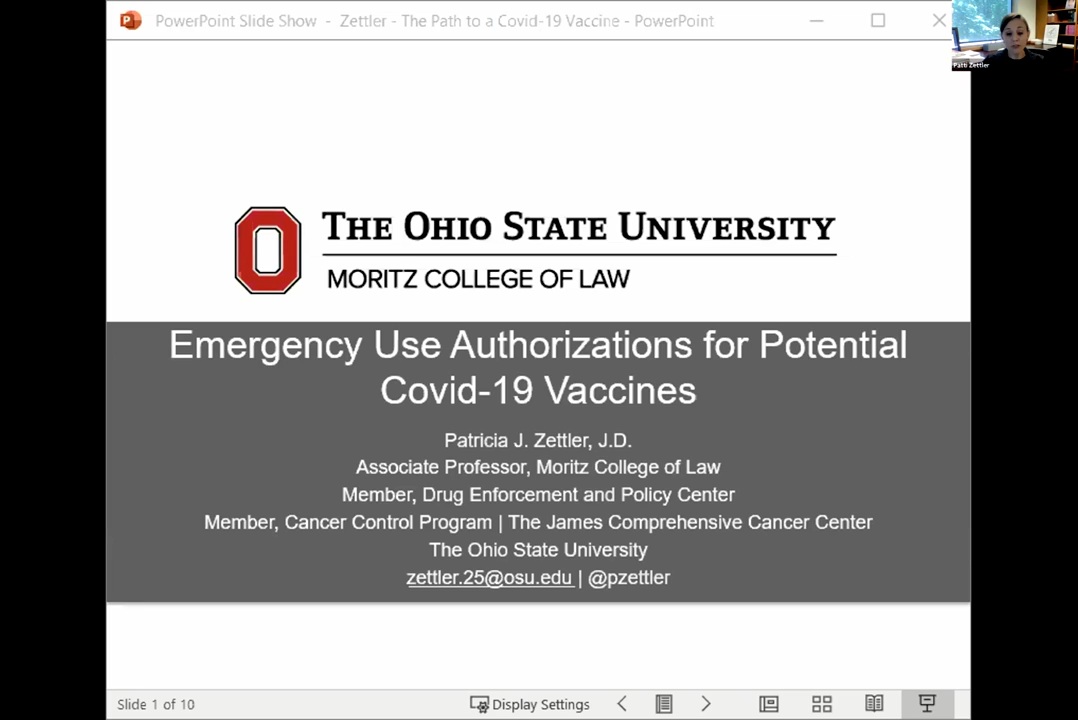 PowerPoint Slide Show - Zettler - The Path to a Covid-19 Vaccine - PowerPoint
Patti Zettler
THE OHIO STATE UNIVERSITY
MORITZ COLLEGE OF LAW
Emergency Use Authorizations for Potential
Covid-19 Vaccines
Patricia J. Zettler, J.D.
Associate Professor, Moritz College of Law
Member, Drug Enforcement and Policy Center
Member, Cancer Control Program | The James Comprehensive Cancer Center
The Ohio State University
zettler.25@osu.edu | @pzettler
Slide 1 of 10
Display Settings